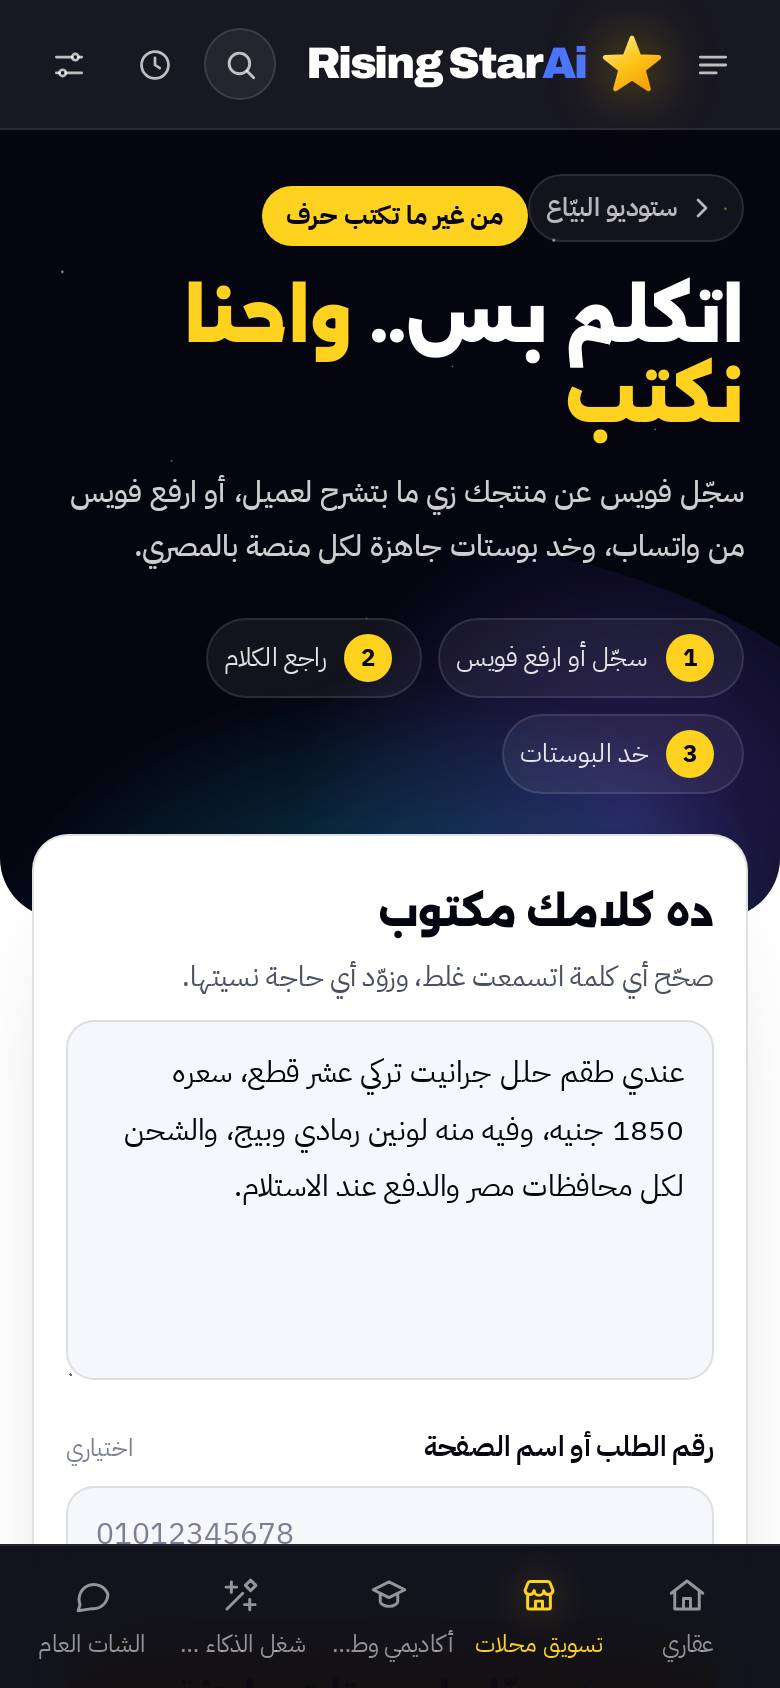 Rising StarAi
ستوديو البيّاع
من غير ما تكتب حرف
اتكلم بس.. واحنا
نكتب
سجّل فويس عن منتجك زي ما بتشرح لعميل، أو ارفع فويس
من واتساب، وخد بوستات جاهزة لكل منصة بالمصري.
1 سجّل أو ارفع فويس
2 راجع الكلام
3 خد البوستات
ده كلامك مكتوب
صحّح أي كلمة اتسمعت غلط، وزوّد أي حاجة نسيتها.
عندي طقم حلل جرانيت تركي عشر قطع، سعره
1850 جنيه، وفيه منه لونين رمادي وبيج، والشحن
لكل محافظات مصر والدفع عند الاستلام.
رقم الطلب أو اسم الصفحة
اختياري
01012345678
عقاري
تسويق محلات
أكاديمي وط...
شغل الذكاء ...
الشات العام